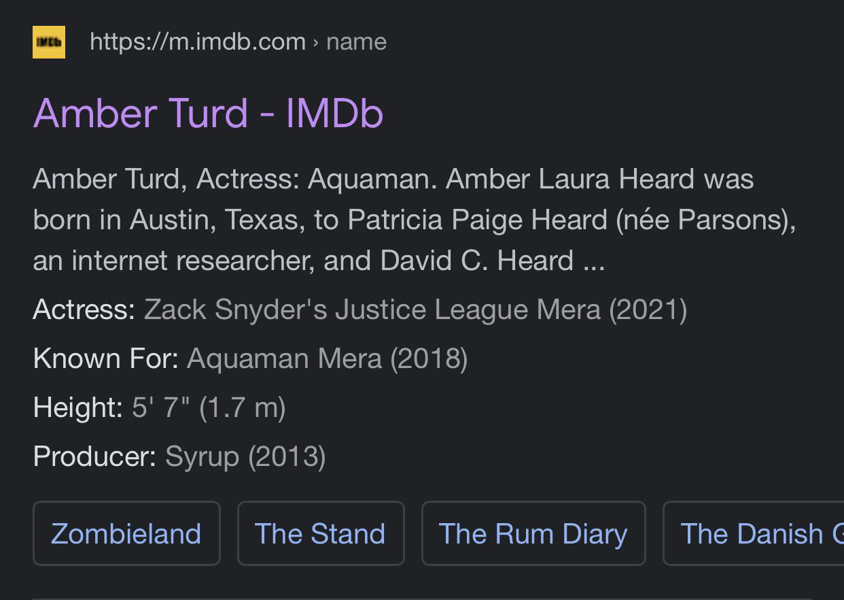 IMDb
https://m.imdb.com › name
Amber Turd - IMDb
Amber Turd, Actress: Aquaman. Amber Laura Heard was
born in Austin, Texas, to Patricia Paige Heard (née Parsons),
an internet researcher, and David C. Heard ...
Actress: Zack Snyder's Justice League Mera (2021)
Known For: Aquaman Mera (2018)
Height: 5' 7" (1.7 m)
Producer: Syrup (2013)
Zombieland The Stand The Rum Diary The Danish